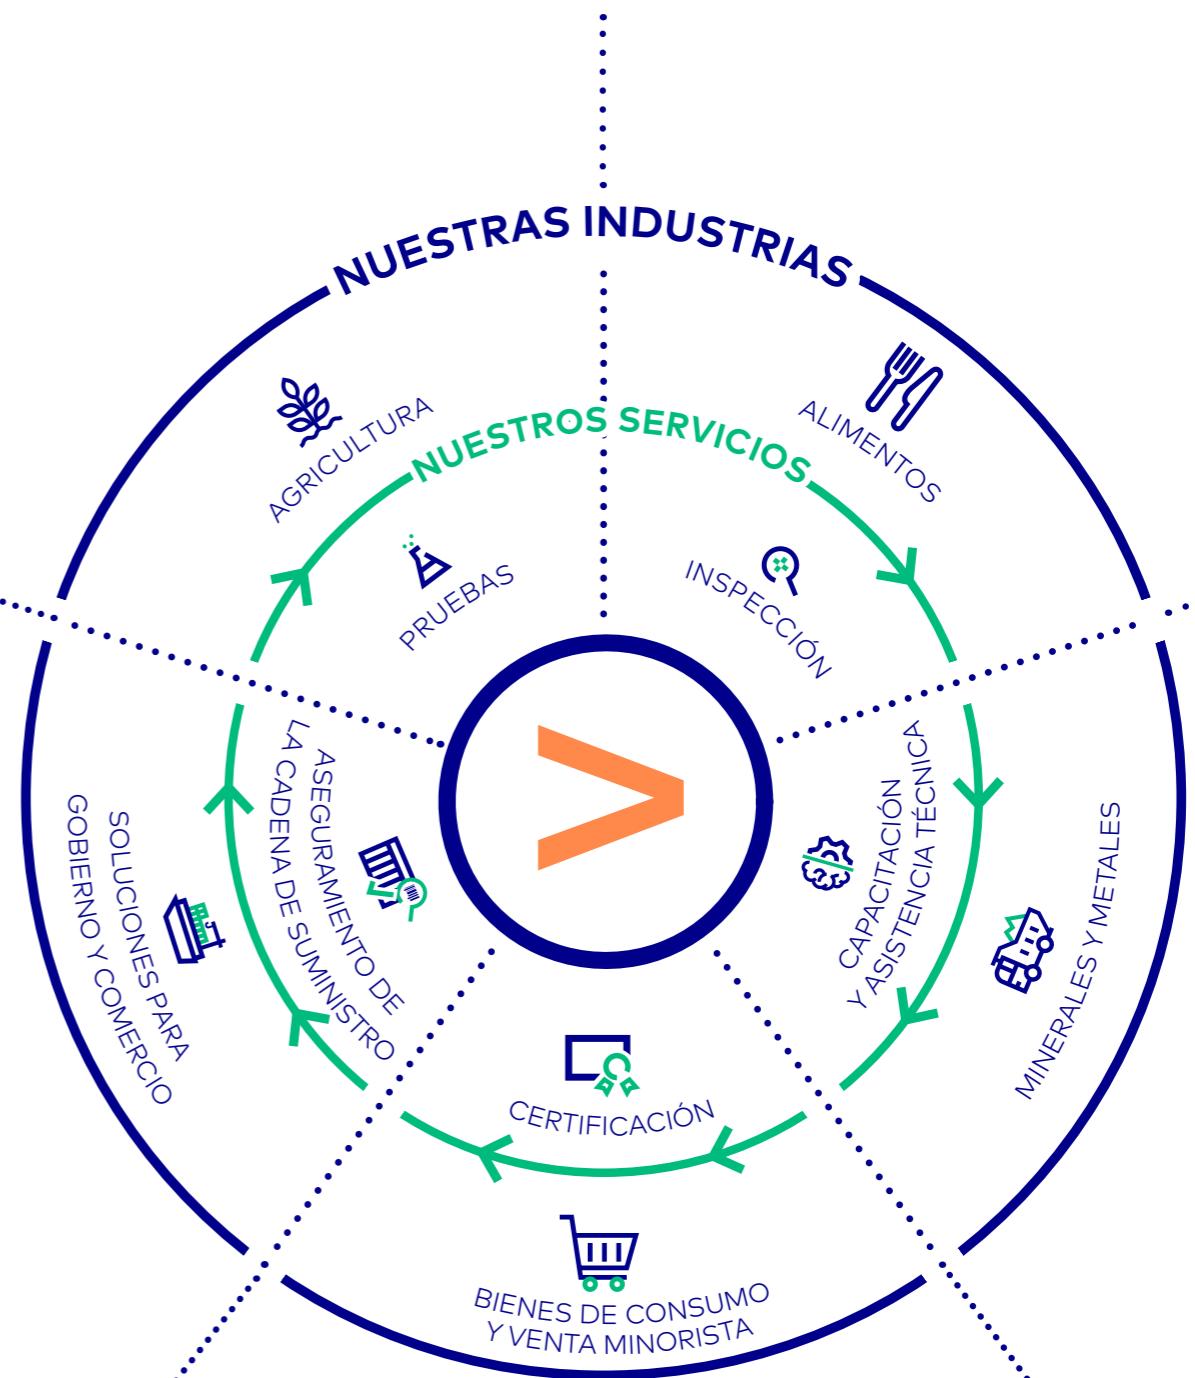 NUESTRAS INDUSTRIAS
AGRICULTURA
ALIMENTOS
NUESTROS SERVICIOS
PRUEBAS
INSPECCIÓN
ASEGURAMIENTO DE
LA CADENA DE SUMINISTRO
CAPACITACIÓN
Y ASISTENCIA TÉCNICA
SOLUCIONES PARA
GOBIERNO Y COMERCIO
MINERALES Y METALES
CERTIFICACIÓN
BIENES DE CONSUMO
Y VENTA MINORISTA